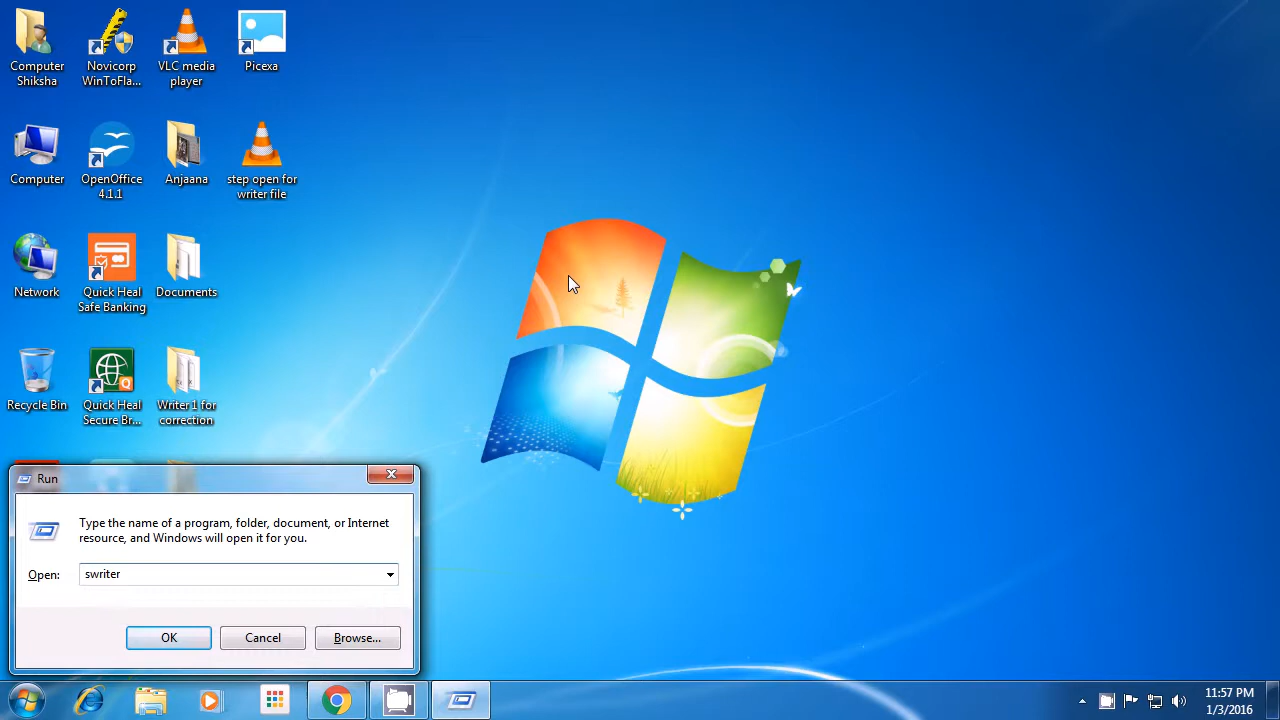 Computer
Shiksha
Novicorp
WinToFla...
VLC media
player
Picexa
Computer
OpenOffice
4.1.1
Anjaana
step open for
writer file
Network
Quick Heal
Safe Banking
Documents
Recycle Bin
Quick Heal
Secure Br...
Writer 1 for
correction
Run
Type the name of a program, folder, document, or Internet
resource, and Windows will open it for you.
Open:
swriter
OK
Cancel
Browse...
11:57 PM
1/3/2016